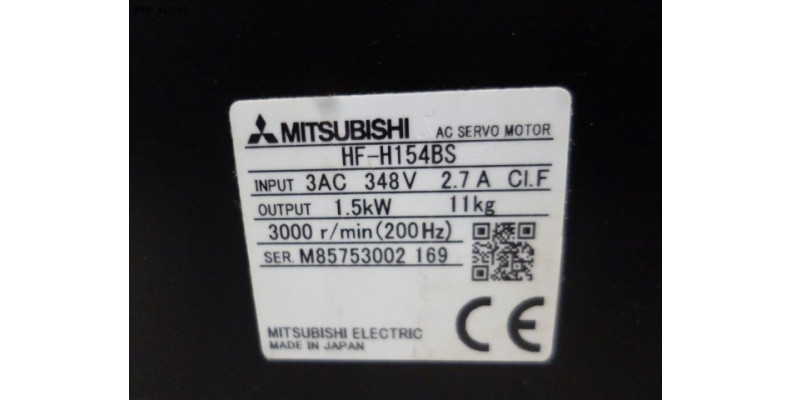 MITSUBISHI AC SERVO MOTOR
HF-H154BS
INPUT 3AC 348V 2.7A CI.F
OUTPUT 1.5kW 11kg
3000 r/min(200Hz)
SER. M85753002 169
CE
MITSUBISHI ELECTRIC
MADE IN JAPAN